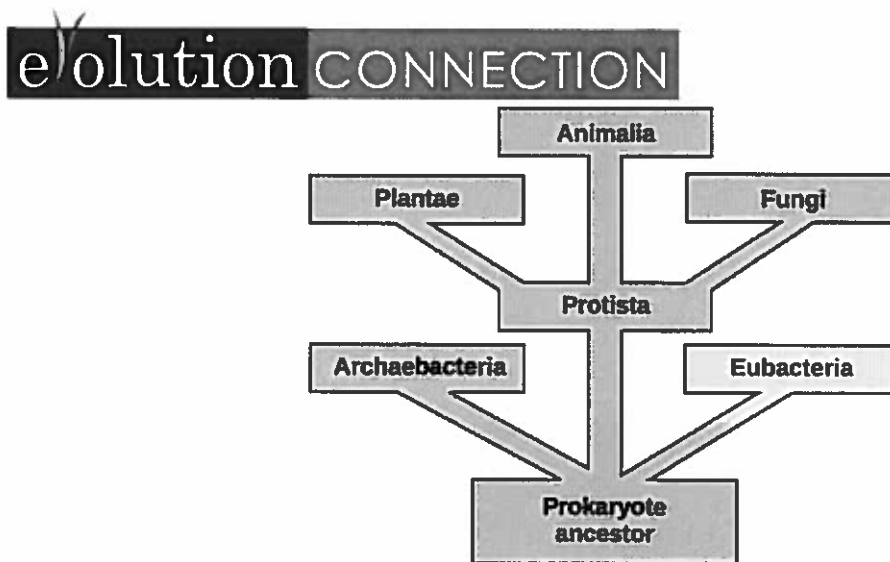 evolution CONNECTION
Animalia
Plantae
Fungi
Protista
Archaebacteria
Eubacteria
Prokaryote
ancestor